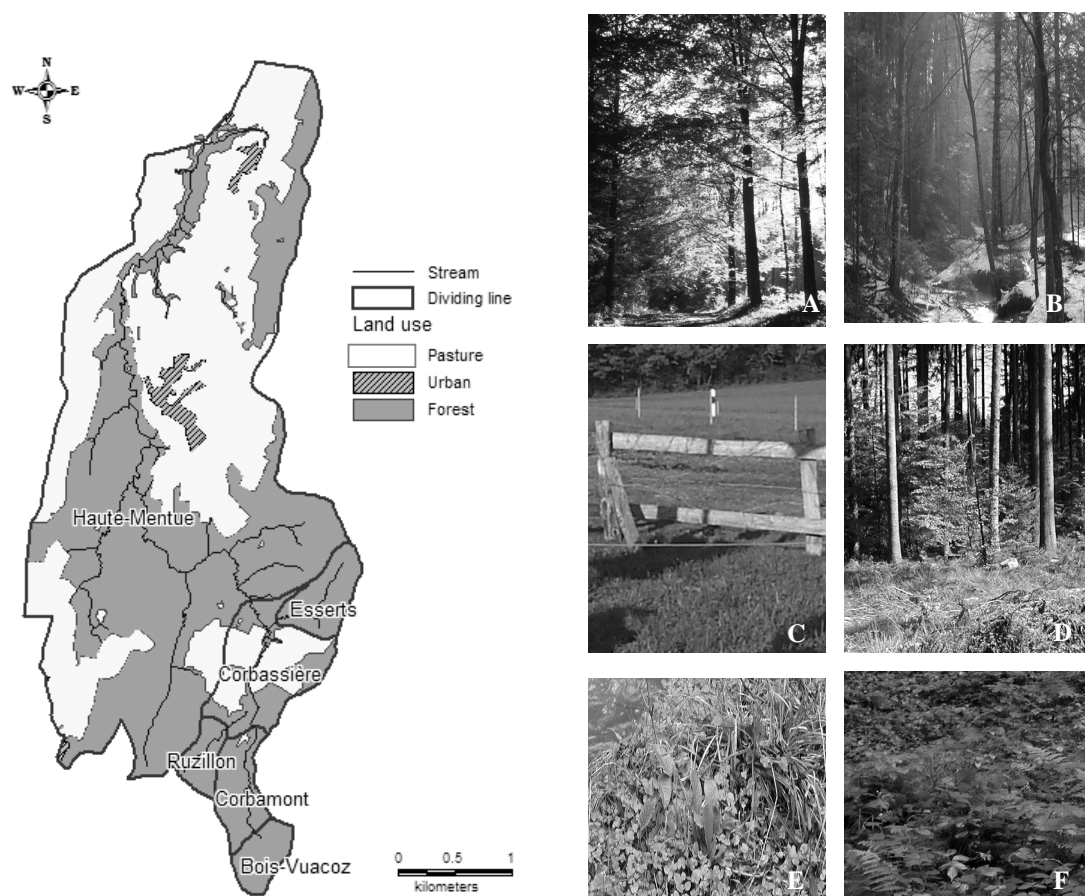 N
W E
S
Stream
Dividing line
Land use
Pasture
Urban
Forest
Haute-Mentue
Esserts
Corbassière
Ruzillon
Corbamont
Bois-Vuacoz
0 0.5 1
kilometers
A
B
C
D
E
F